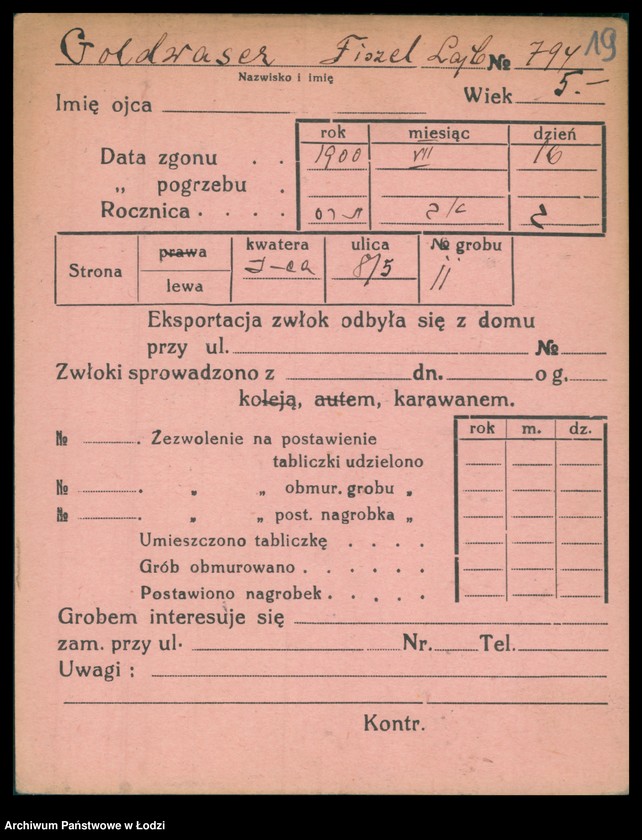 Goldwaser Fiszel Lajb № 794 19
Nazwisko i imię
5.—
Imię ojca Wiek
rok miesiąc dzień
Data zgonu . . 1900 VII 16
„ pogrzebu .
Rocznica . . . .
Strona prawa kwatera ulica № grobu
lewa I-ca 8/5 11
Eksportacja zwłok odbyła się z domu
przy ul. №
Zwłoki sprowadzono z dn. o g.
koleją, autem, karawanem.
rok m. dz.
№ . Zezwolenie na postawienie
tabliczki udzielono
№ . „ „ obmur. grobu „
№ . „ „ post. nagrobka „
Umieszczono tabliczkę . . . .
Grób obmurowano . . . . . .
Postawiono nagrobek . . . . .
Grobem interesuje się
zam. przy ul. Nr. Tel.
Uwagi :
Kontr.
Archiwum Państwowe w Łodzi